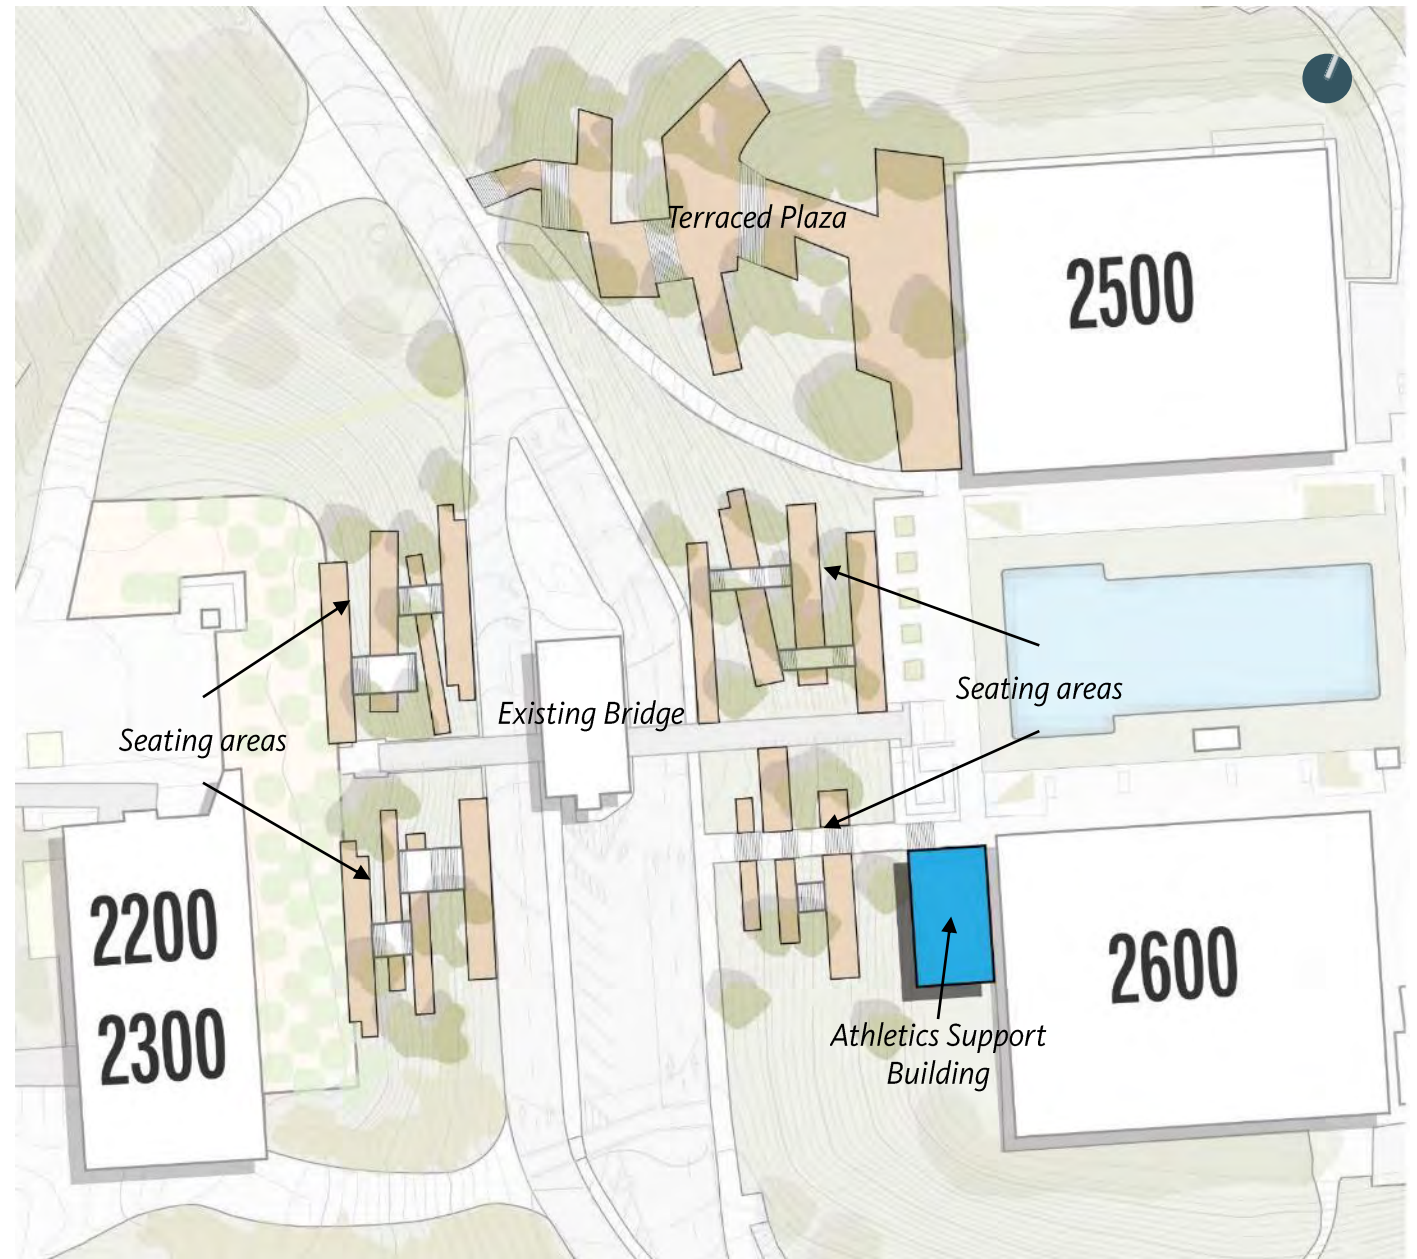 Terraced Plaza
2500
Seating areas
Existing Bridge
Seating areas
2200
2300
2600
Athletics Support
Building